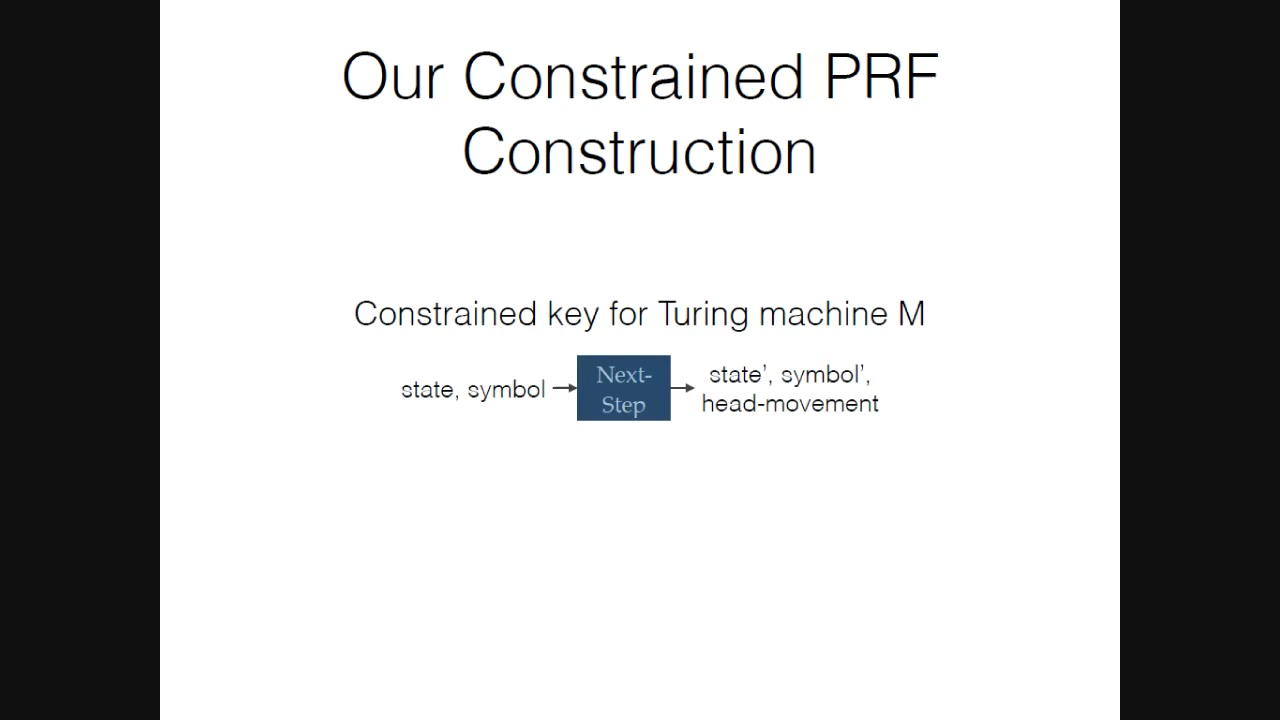 Our Constrained PRF
Construction
Constrained key for Turing machine M
state, symbol
Next-
Step
state’, symbol’,
head-movement